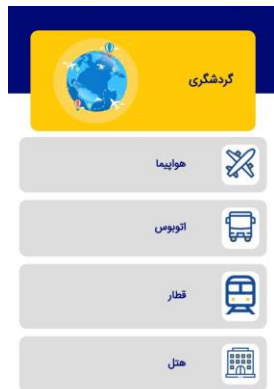 گردشگری
هواپیما
اتوبوس
قطار
هتل